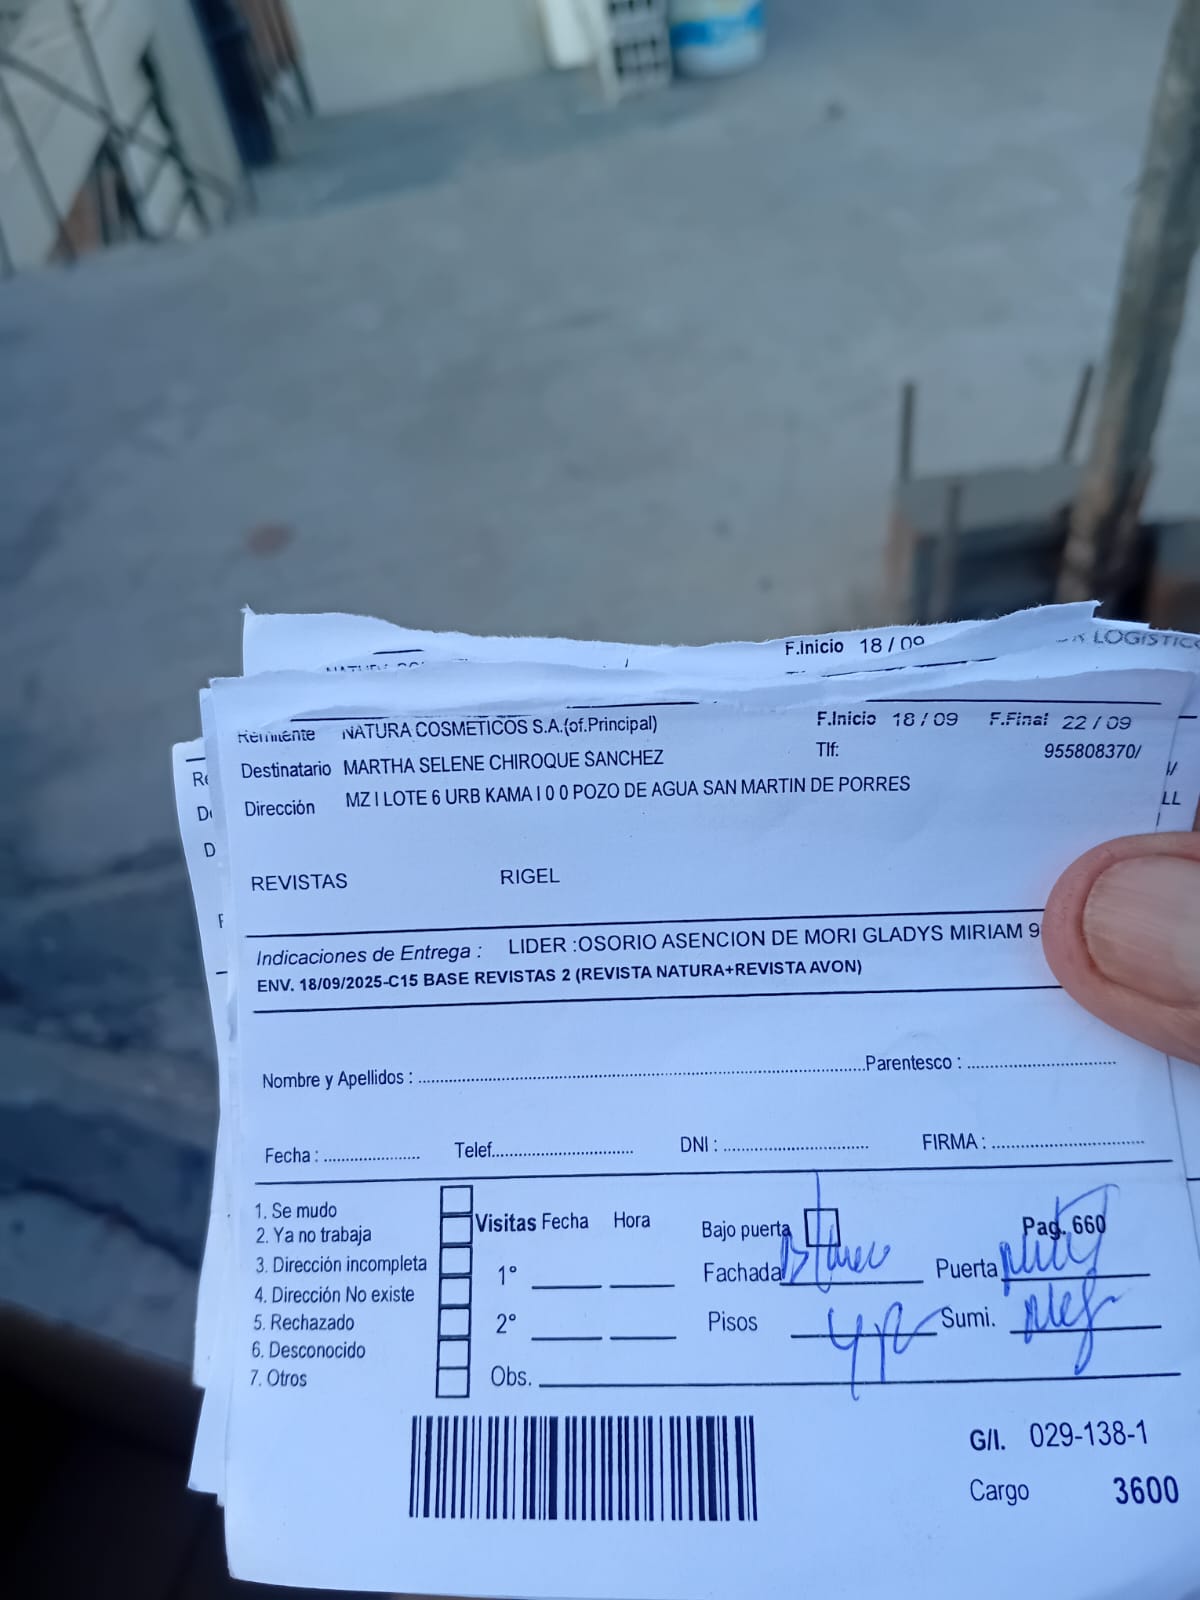 F.Inicio 18 / 09
LOGISTICO
Remitente NATURA COSMETICOS S.A.(of.Principal) F.Inicio 18 / 09 F.Final 22 / 09
Destinatario MARTHA SELENE CHIROQUE SANCHEZ Tlf: 955808370/
Dirección MZ I LOTE 6 URB KAMA I 0 0 POZO DE AGUA SAN MARTIN DE PORRES
LL
REVISTAS RIGEL
Indicaciones de Entrega : LIDER :OSORIO ASENCION DE MORI GLADYS MIRIAM 9
ENV. 18/09/2025-C15 BASE REVISTAS 2 (REVISTA NATURA+REVISTA AVON)
Nombre y Apellidos : Parentesco :
Fecha : Telef. DNI : FIRMA :
1. Se mudo
2. Ya no trabaja
3. Dirección incompleta
4. Dirección No existe
5. Rechazado
6. Desconocido
7. Otros
Visitas Fecha Hora
1°
2°
Obs.
Bajo puerta Pag. 660
Fachada Blanco Puerta
Pisos Sumi.
G/I. 029-138-1
Cargo 3600